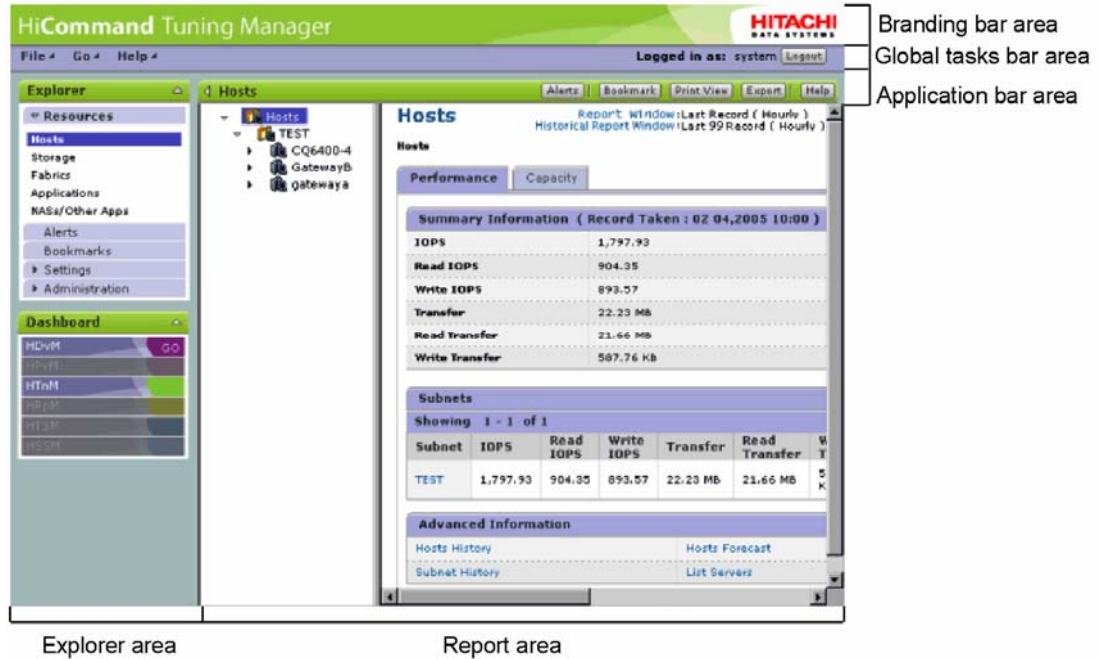 HiCommand Tuning Manager
HITACHI
DATA SYSTEMS
Branding bar area
File Go Help
Logged in as: system Logout
Global tasks bar area
Explorer
Hosts
Alerts Bookmark Print View Export Help
Application bar area
Resources
Hosts
Storage
Fabrics
Applications
NASs/Other Apps
Alerts
Bookmarks
Settings
Administration
Dashboard
HDvM GO
HPvM
HTnM
HRpM
HTSM
HSSM
Hosts
TEST
CQ6400-4
GatewayB
gatewaya
Hosts
Report Window:Last Record ( Hourly )
Historical Report Window:Last 99 Record ( Hourly )
Hosts
Performance Capacity
Summary Information ( Record Taken : 02 04,2005 10:00 )
IOPS 1,797.93
Read IOPS 904.35
Write IOPS 893.57
Transfer 22.23 MB
Read Transfer 21.66 MB
Write Transfer 587.76 KB
Subnets
Showing 1 - 1 of 1
Subnet IOPS Read IOPS Write IOPS Transfer Read Transfer
TEST 1,797.93 904.35 893.57 22.23 MB 21.66 MB
Advanced Information
Hosts History Hosts Forecast
Subnet History List Servers
Explorer area Report area